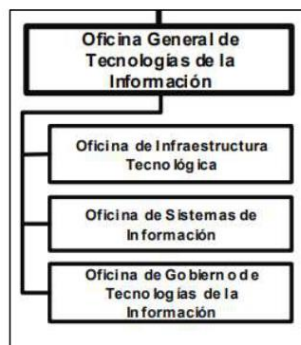 Oficina General de
Tecnologías de la
Información
Oficina de Infraestructura
Tecnológica
Oficina de Sistemas de
Información
Oficina de Gobierno de
Tecnologías de la
Información